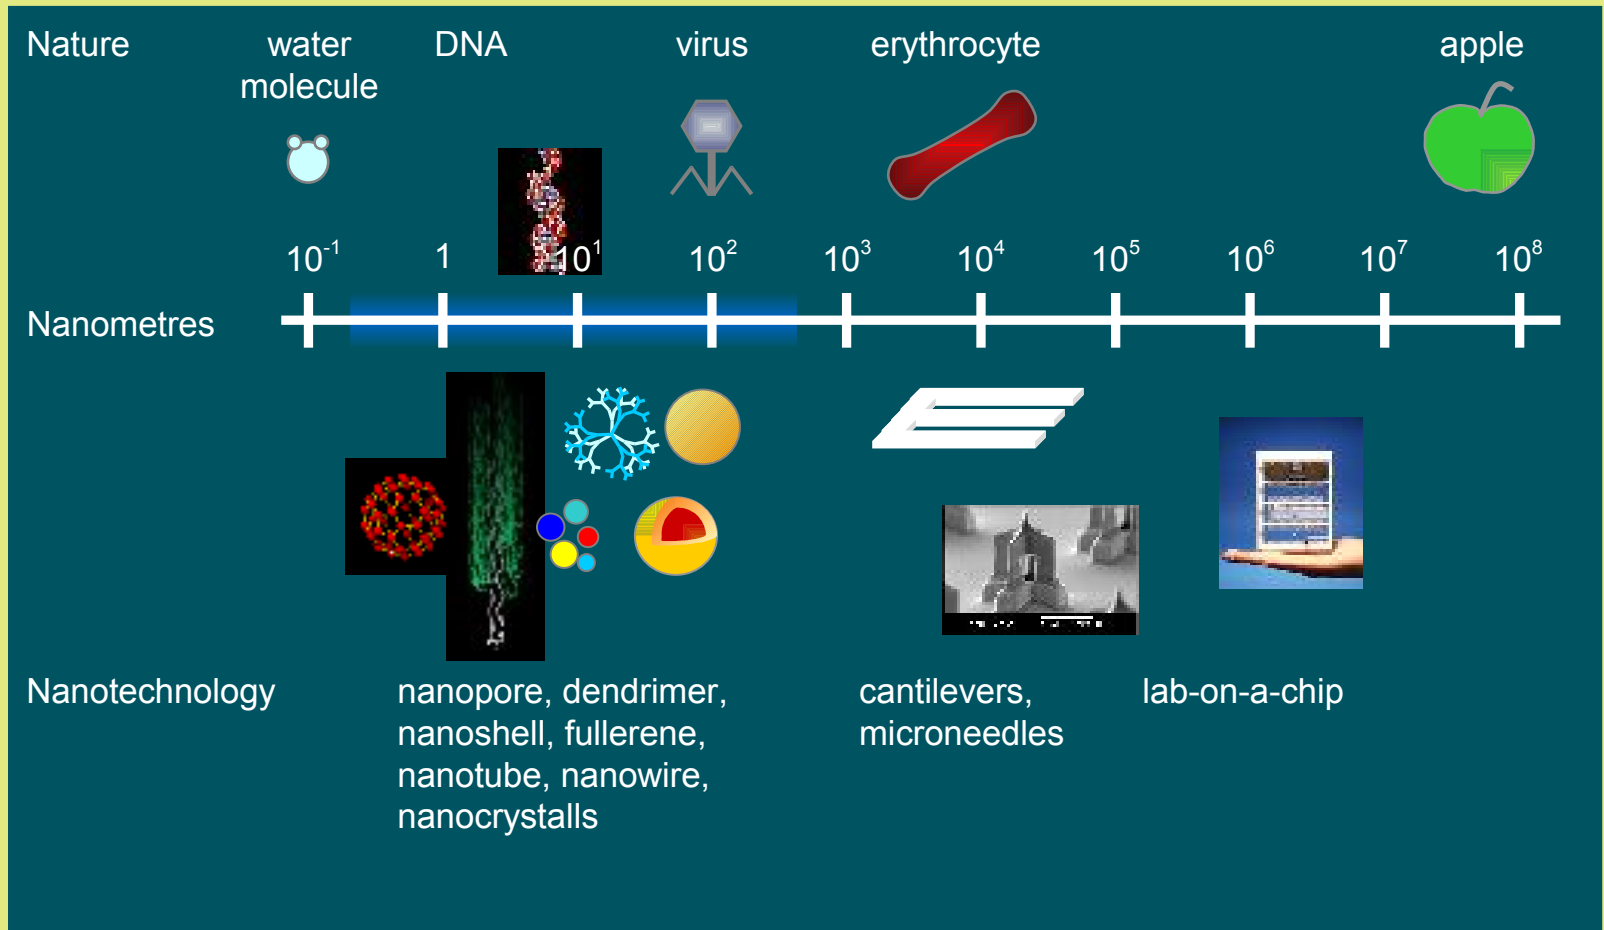 Nature water DNA virus erythrocyte apple
molecule
10⁻¹ 1 10¹ 10² 10³ 10⁴ 10⁵ 10⁶ 10⁷ 10⁸
Nanometres
Nanotechnology nanopore, dendrimer, cantilevers, lab-on-a-chip
nanoshell, fullerene, microneedles
nanotube, nanowire,
nanocrystalls